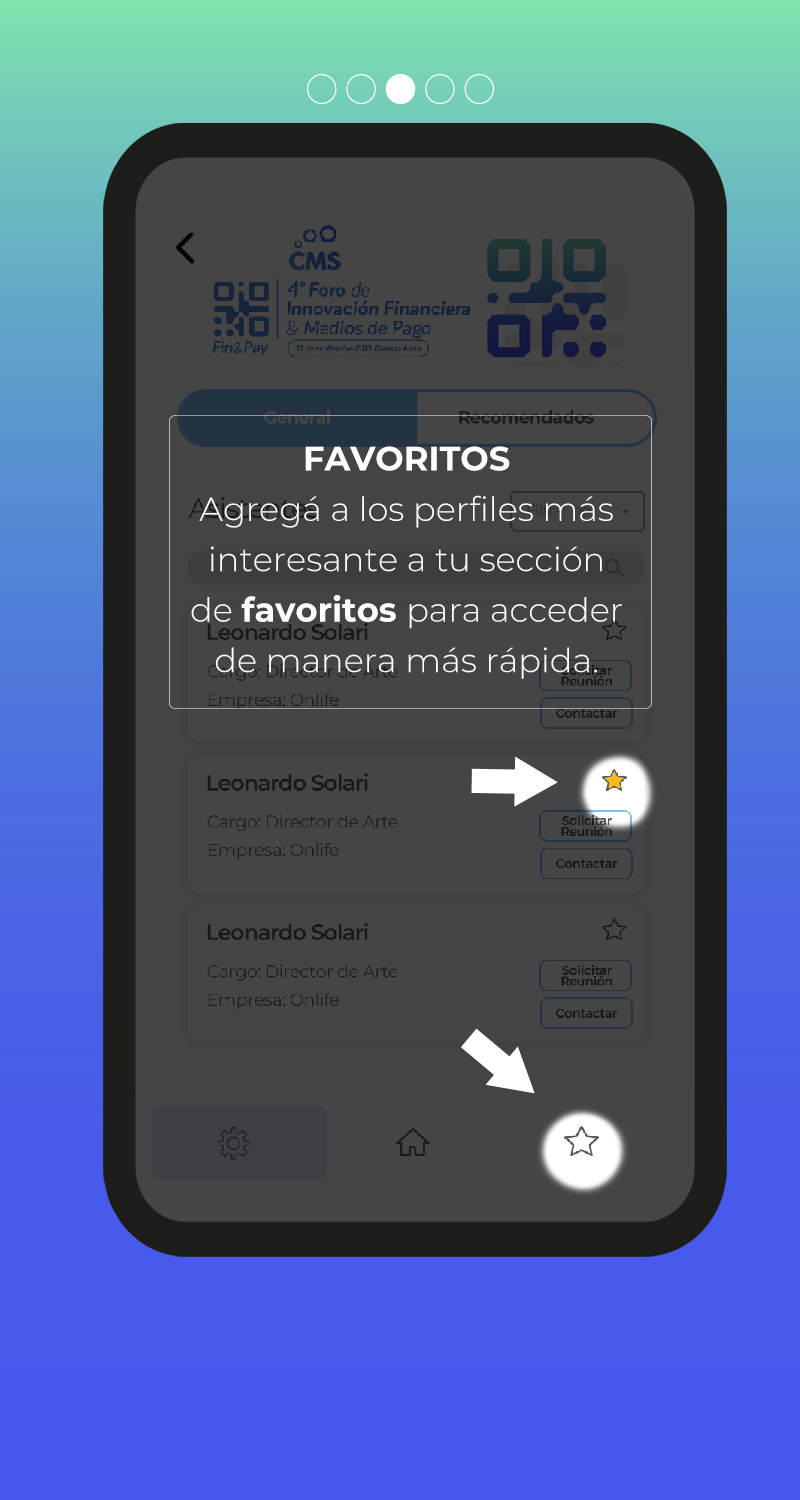 CMS
4° Foro de
Innovación Financiera
& Medios de Pago
Fin&Pay
General
Recomendados
FAVORITOS
Agregá a los perfiles más
interesante a tu sección
de favoritos para acceder
de manera más rápida.
Leonardo Solari
Cargo: Director de Arte
Empresa: Onlife
Solicitar
Reunión
Contactar
Leonardo Solari
Cargo: Director de Arte
Empresa: Onlife
Solicitar
Reunión
Contactar
Leonardo Solari
Cargo: Director de Arte
Empresa: Onlife
Solicitar
Reunión
Contactar